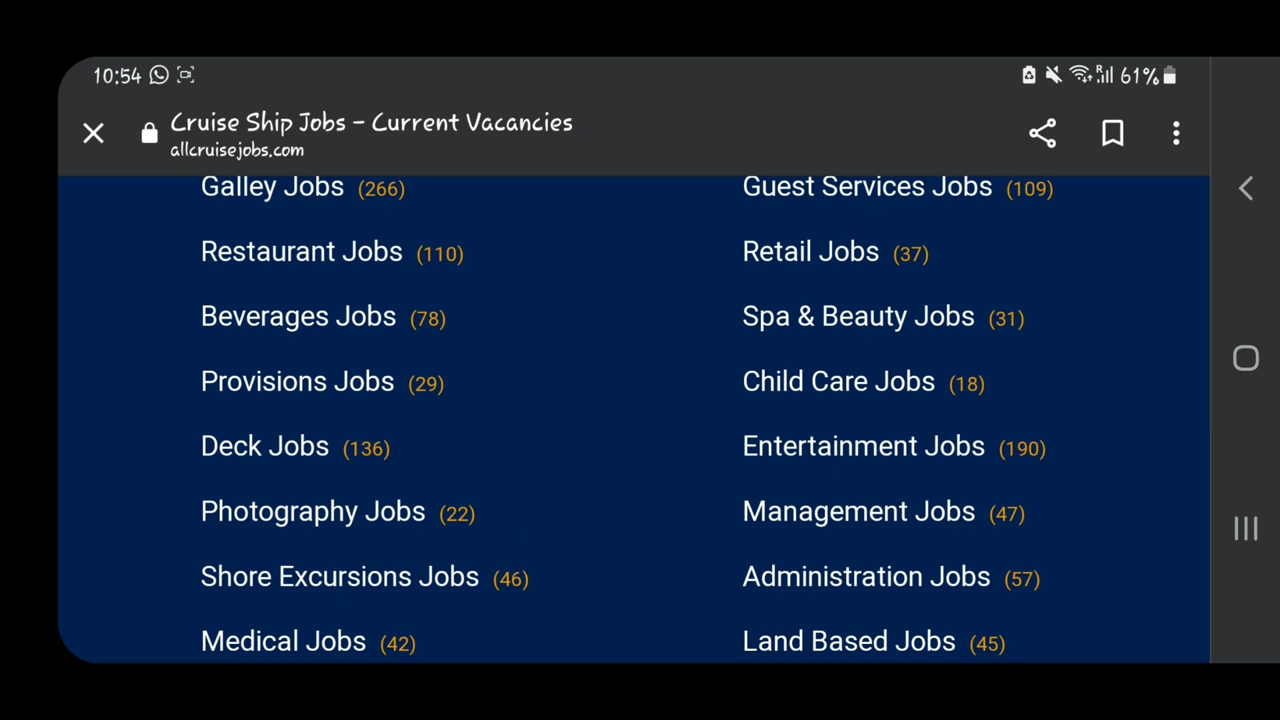 10:54
61%
Cruise Ship Jobs – Current Vacancies
allcruisejobs.com
Galley Jobs (266)
Guest Services Jobs (109)
Restaurant Jobs (110)
Retail Jobs (37)
Beverages Jobs (78)
Spa & Beauty Jobs (31)
Provisions Jobs (29)
Child Care Jobs (18)
Deck Jobs (136)
Entertainment Jobs (190)
Photography Jobs (22)
Management Jobs (47)
Shore Excursions Jobs (46)
Administration Jobs (57)
Medical Jobs (42)
Land Based Jobs (45)